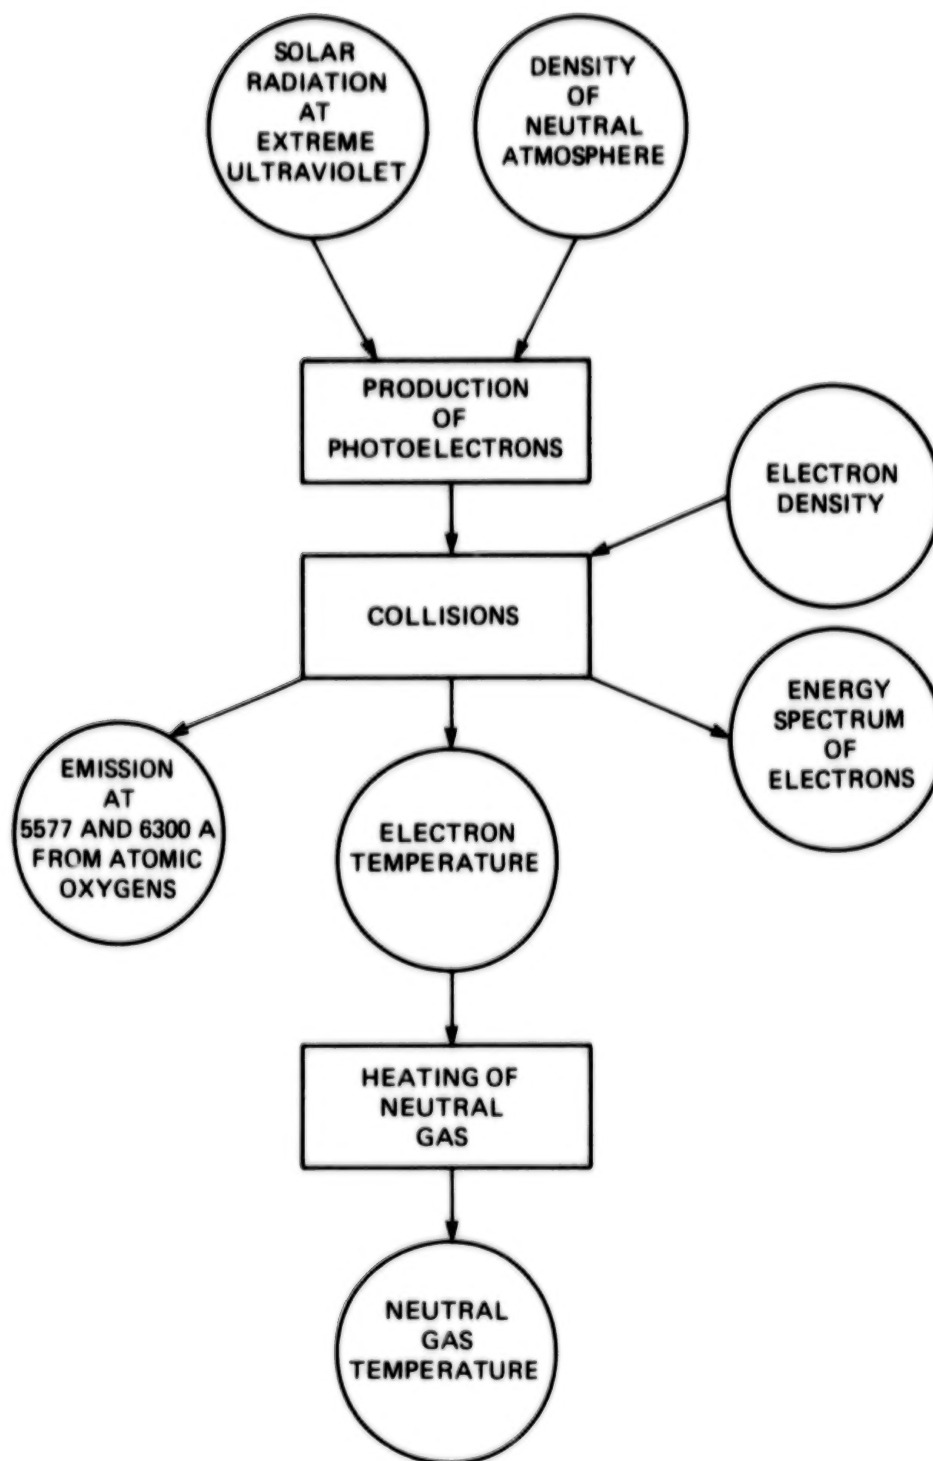 SOLAR
RADIATION
AT
EXTREME
ULTRAVIOLET
DENSITY
OF
NEUTRAL
ATMOSPHERE
PRODUCTION
OF
PHOTOELECTRONS
ELECTRON
DENSITY
COLLISIONS
ENERGY
SPECTRUM
OF
ELECTRONS
EMISSION
AT
5577 AND 6300 A
FROM ATOMIC
OXYGENS
ELECTRON
TEMPERATURE
HEATING OF
NEUTRAL
GAS
NEUTRAL
GAS
TEMPERATURE